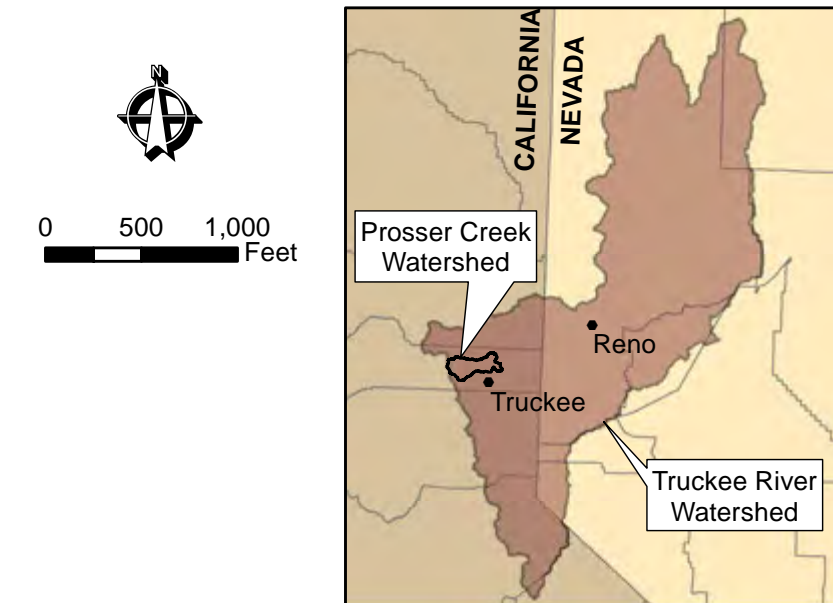 N
0 500 1,000
Feet
CALIFORNIA
NEVADA
Prosser Creek
Watershed
Reno
Truckee
Truckee River
Watershed